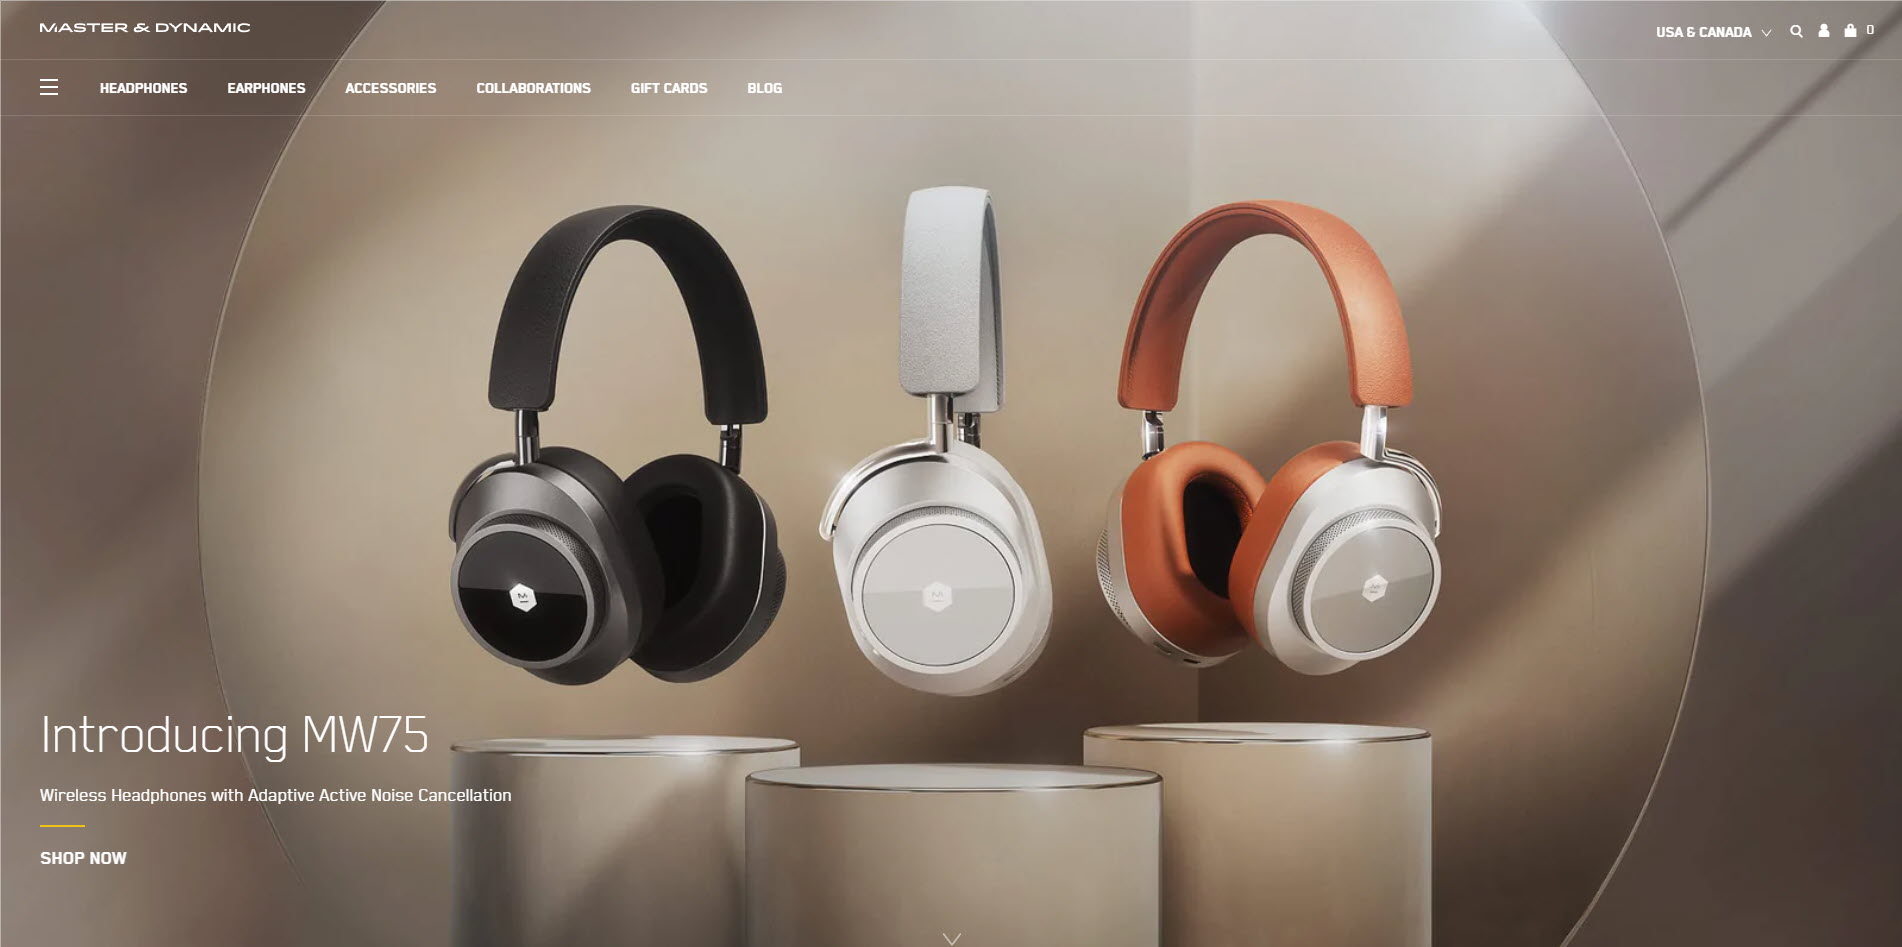 MASTER & DYNAMIC
USA & CANADA
0
HEADPHONES
EARPHONES
ACCESSORIES
COLLABORATIONS
GIFT CARDS
BLOG
M
M
M
Introducing MW75
Wireless Headphones with Adaptive Active Noise Cancellation
SHOP NOW